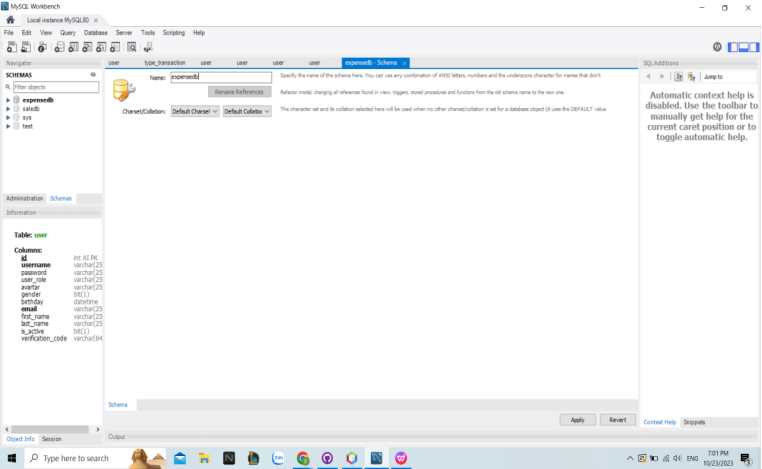 MySQL Workbench
Local instance MySQL80 ×
File Edit View Query Database Server Tools Scripting Help
Navigator
SCHEMAS
Filter objects
expensedb
saledb
sys
test
Administration Schemas
Information
Table: user
Columns:
id int AI PK
username varchar(25
password varchar(25
user_role varchar(25
avartar varchar(25
gender bit(1)
birthday datetime
email varchar(25
first_name varchar(25
last_name varchar(25
is_active bit(1)
verification_code varchar(64
Object Info Session
user type_transaction user user user user expensedb - Schema ×
Name: expensedb
Specify the name of the schema here. You can use any combination of ANSI letters, numbers and the underscore character for names that don't
Rename References
Refactor model, changing all references found in view, triggers, stored procedures and functions from the old schema name to the new one.
Charset/Collation: Default Charset Default Collation
The character set and its collation selected here will be used when no other charset/collation is set for a database object (it uses the DEFAULT value
Schema
Apply Revert
Output
SQLAdditions
Jump to
Automatic context help is
disabled. Use the toolbar to
manually get help for the
current caret position or to
toggle automatic help.
Context Help Snippets
Type here to search
Zalo
ENG
7:01 PM
10/23/2023